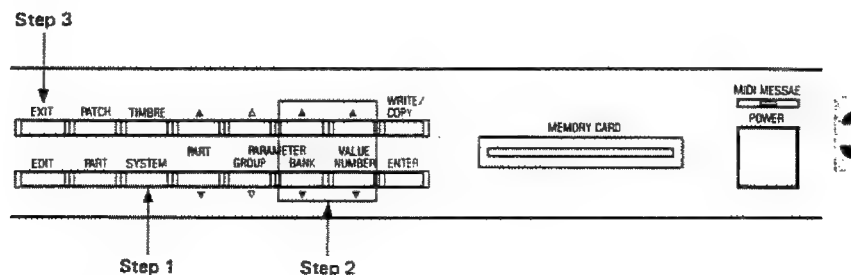 Step 3
WRITE/
COPY
EXIT PATCH TIMBRE ▲ △ ▲ ▲
MIDI MESSAE
MEMORY CARD
POWER
PART PARAMETER VALUE
EDIT PART SYSTEM GROUP BANK NUMBER ENTER
▼ ▽ ▼ ▼
Step 1 Step 2